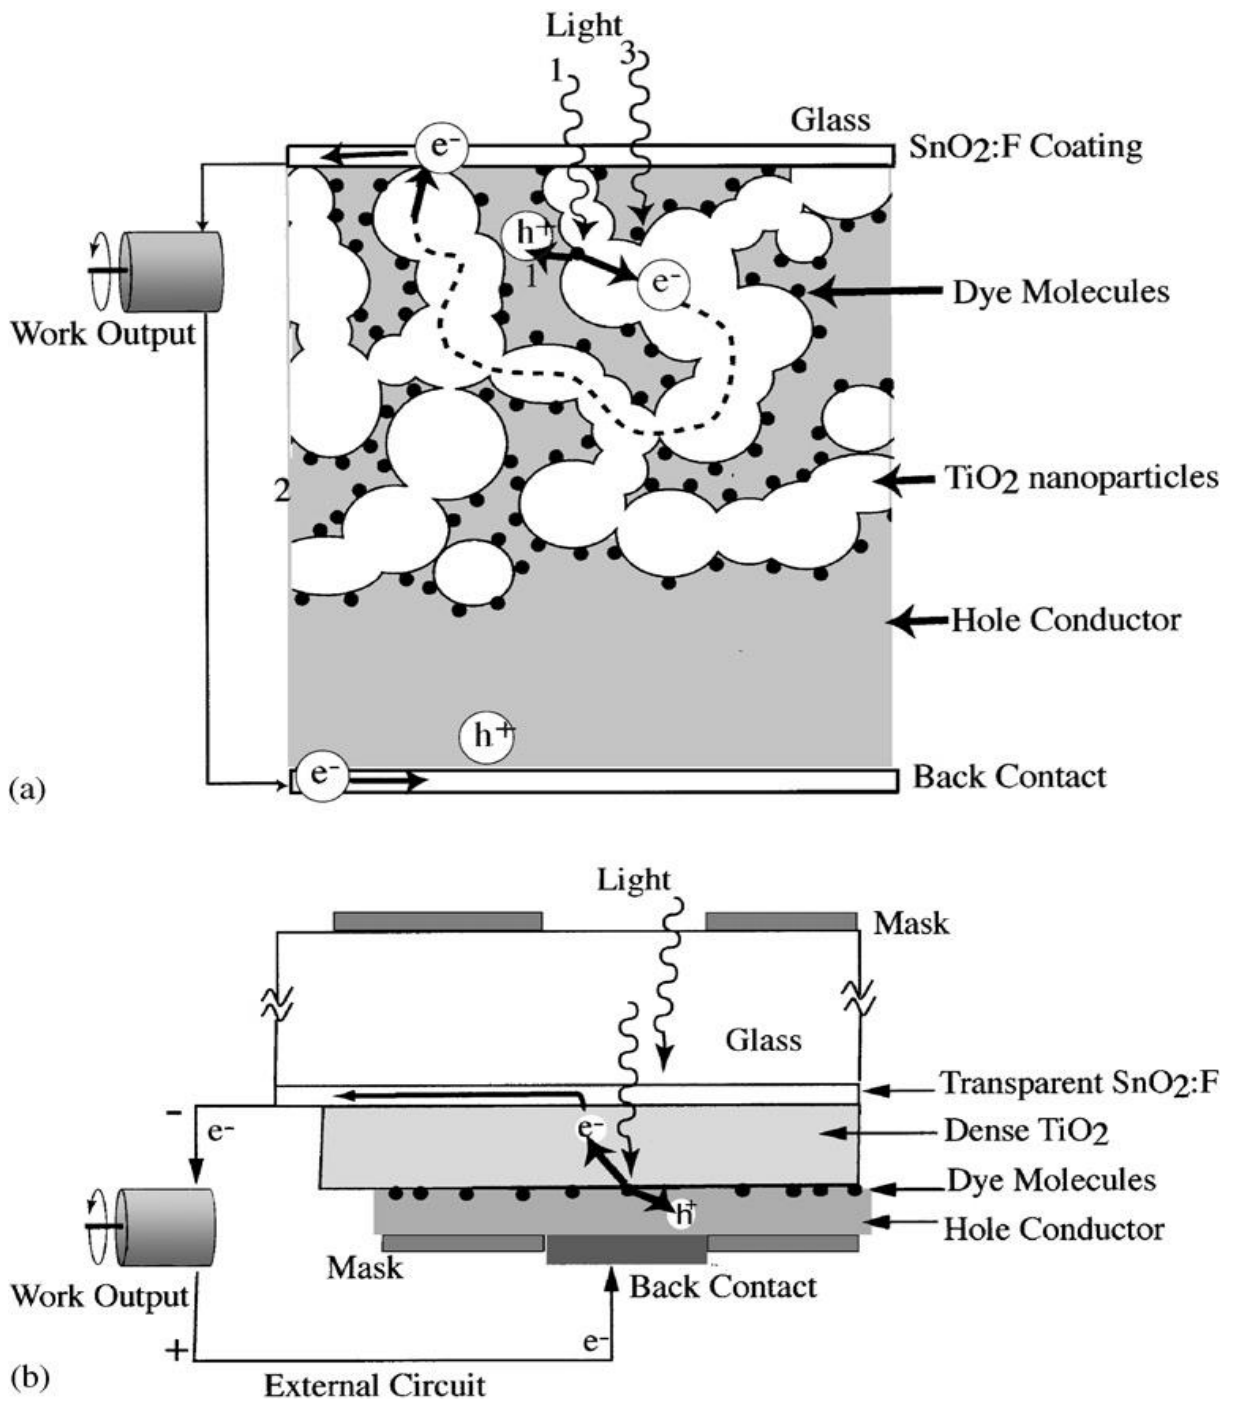 Light
1
3
Glass
e-
SnO2:F Coating
h+
1
e-
Dye Molecules
Work Output
TiO2 nanoparticles
2
Hole Conductor
h+
e-
Back Contact
(a)
Light
Mask
Glass
Transparent SnO2:F
-
e-
e-
Dense TiO2
Dye Molecules
h+
Hole Conductor
Mask
Back Contact
Work Output
+
e-
(b)
External Circuit